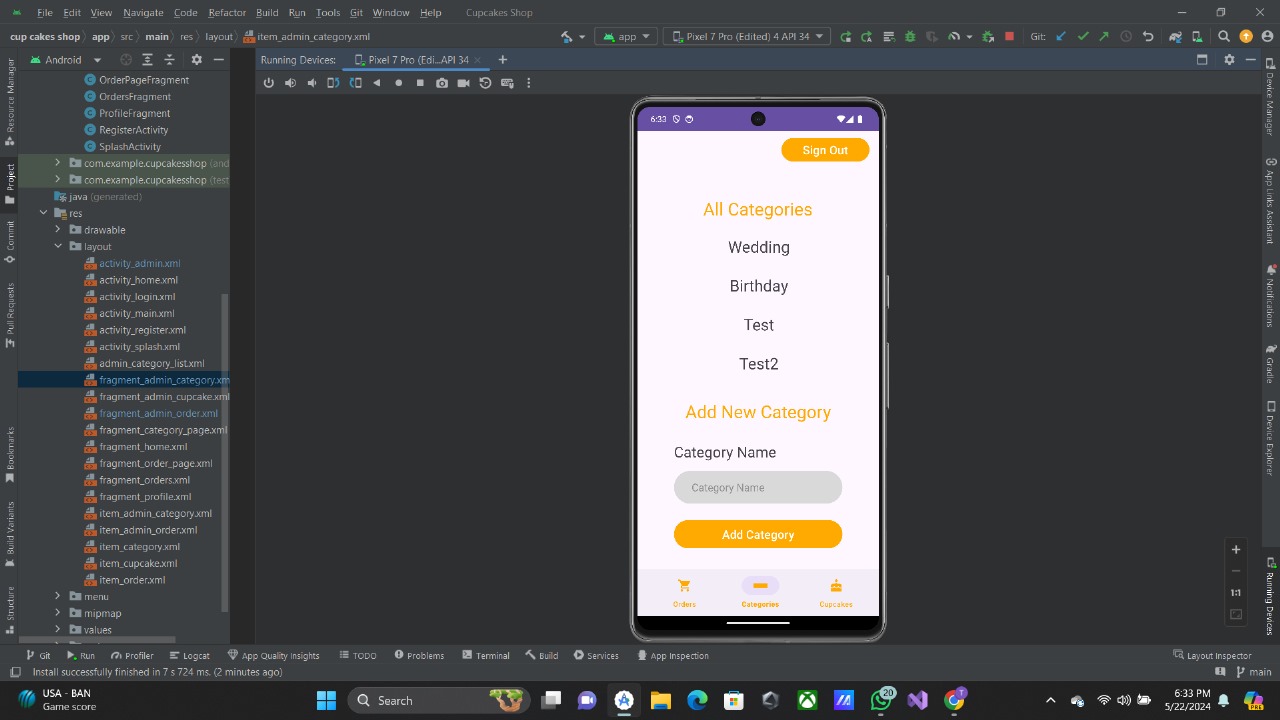 File Edit View Navigate Code Refactor Build Run Tools Git Window Help Cupcakes Shop
cup cakes shop app src main res layout item_admin_category.xml app Pixel 7 Pro (Edited) 4 API 34 Git:
Android Running Devices: Pixel 7 Pro (Edi...API 34
Resource Manager
Project
Commit
Pull Requests
Bookmarks
Build Variants
Structure
OrderPageFragment
OrdersFragment
ProfileFragment
RegisterActivity
SplashActivity
com.example.cupcakesshop (and
com.example.cupcakesshop (test
java (generated)
res
drawable
layout
activity_admin.xml
activity_home.xml
activity_login.xml
activity_main.xml
activity_register.xml
activity_splash.xml
admin_category_list.xml
fragment_admin_category.xm
fragment_admin_cupcake.xml
fragment_admin_order.xml
fragment_category_page.xml
fragment_home.xml
fragment_order_page.xml
fragment_orders.xml
fragment_profile.xml
item_admin_category.xml
item_admin_order.xml
item_category.xml
item_cupcake.xml
item_order.xml
menu
mipmap
values
6:33
Sign Out
All Categories
Wedding
Birthday
Test
Test2
Add New Category
Category Name
Category Name
Add Category
Orders Categories Cupcakes
1:1
Device Manager
App Links Assistant
Notifications
Gradle
Device Explorer
Running Devices
Git Run Profiler Logcat App Quality Insights TODO Problems Terminal Build Services App Inspection Layout Inspector
Install successfully finished in 7 s 724 ms. (2 minutes ago) main
USA - BAN
Game score
Search
20
T
6:33 PM
5/22/2024
PRE